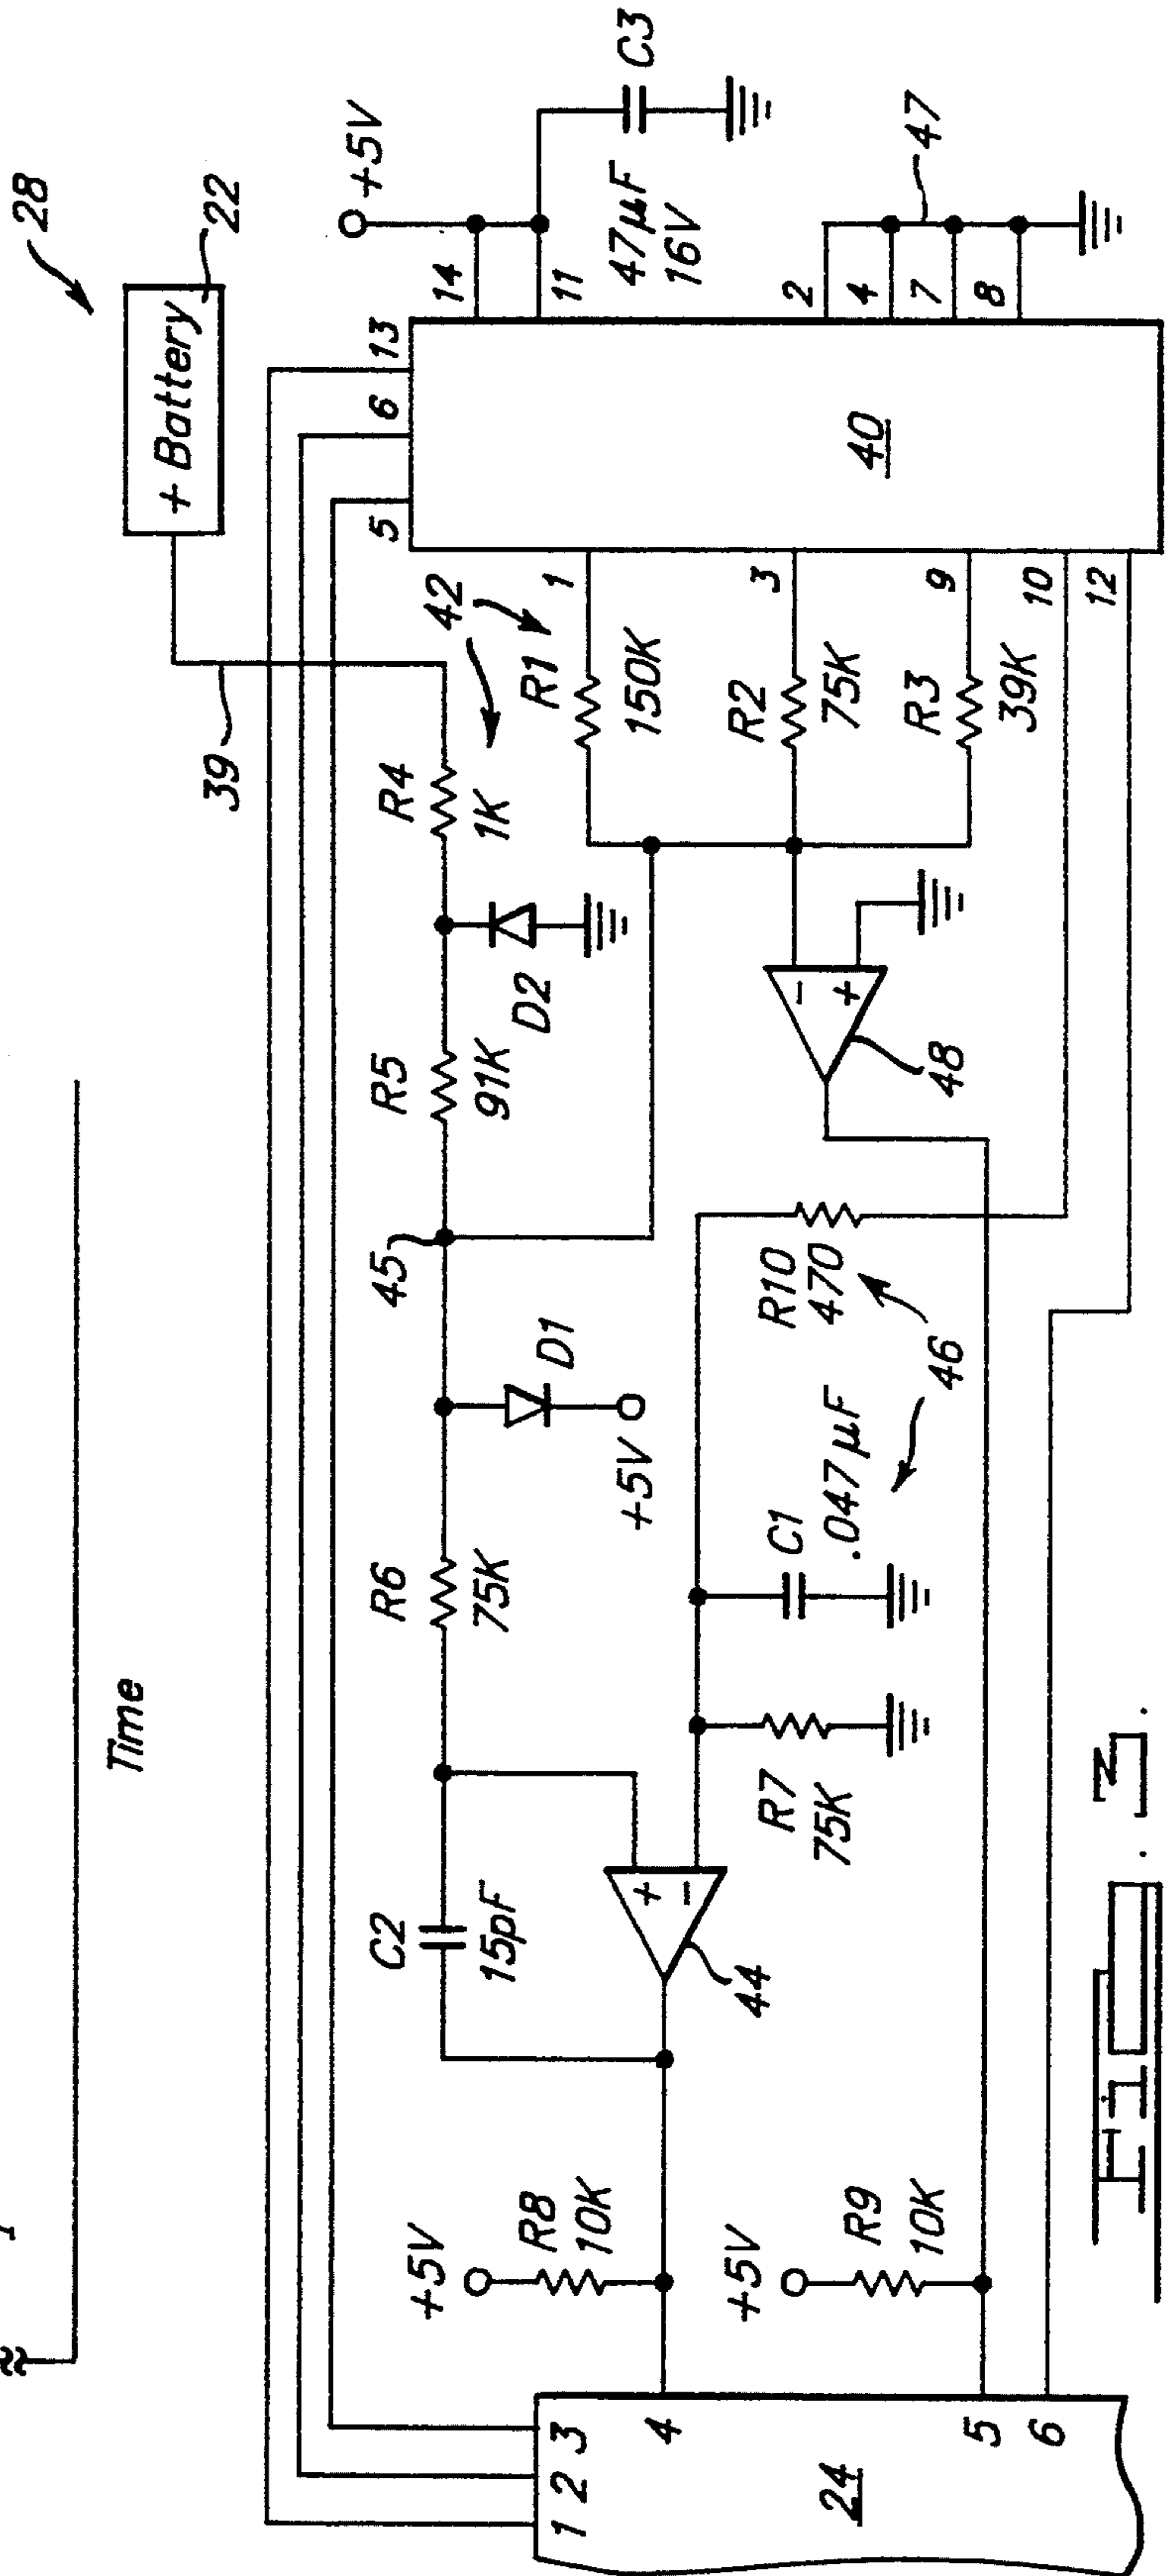 Time
28
+ Battery
22
39
+5V
14
11
13
6
5
C3
47µF
16V
2
4
7
8
47
40
1
3
9
10
12
42
R1
150K
R2
75K
R3
39K
R4
1K
D2
R5
91K
45
D1
+5V
48
R10
470
46
R6
75K
C1
.047µF
R7
75K
C2
15pF
44
+
-
-
+
+5V
R8
10K
+5V
R9
10K
1
2
3
4
5
6
24
Fig. 3.